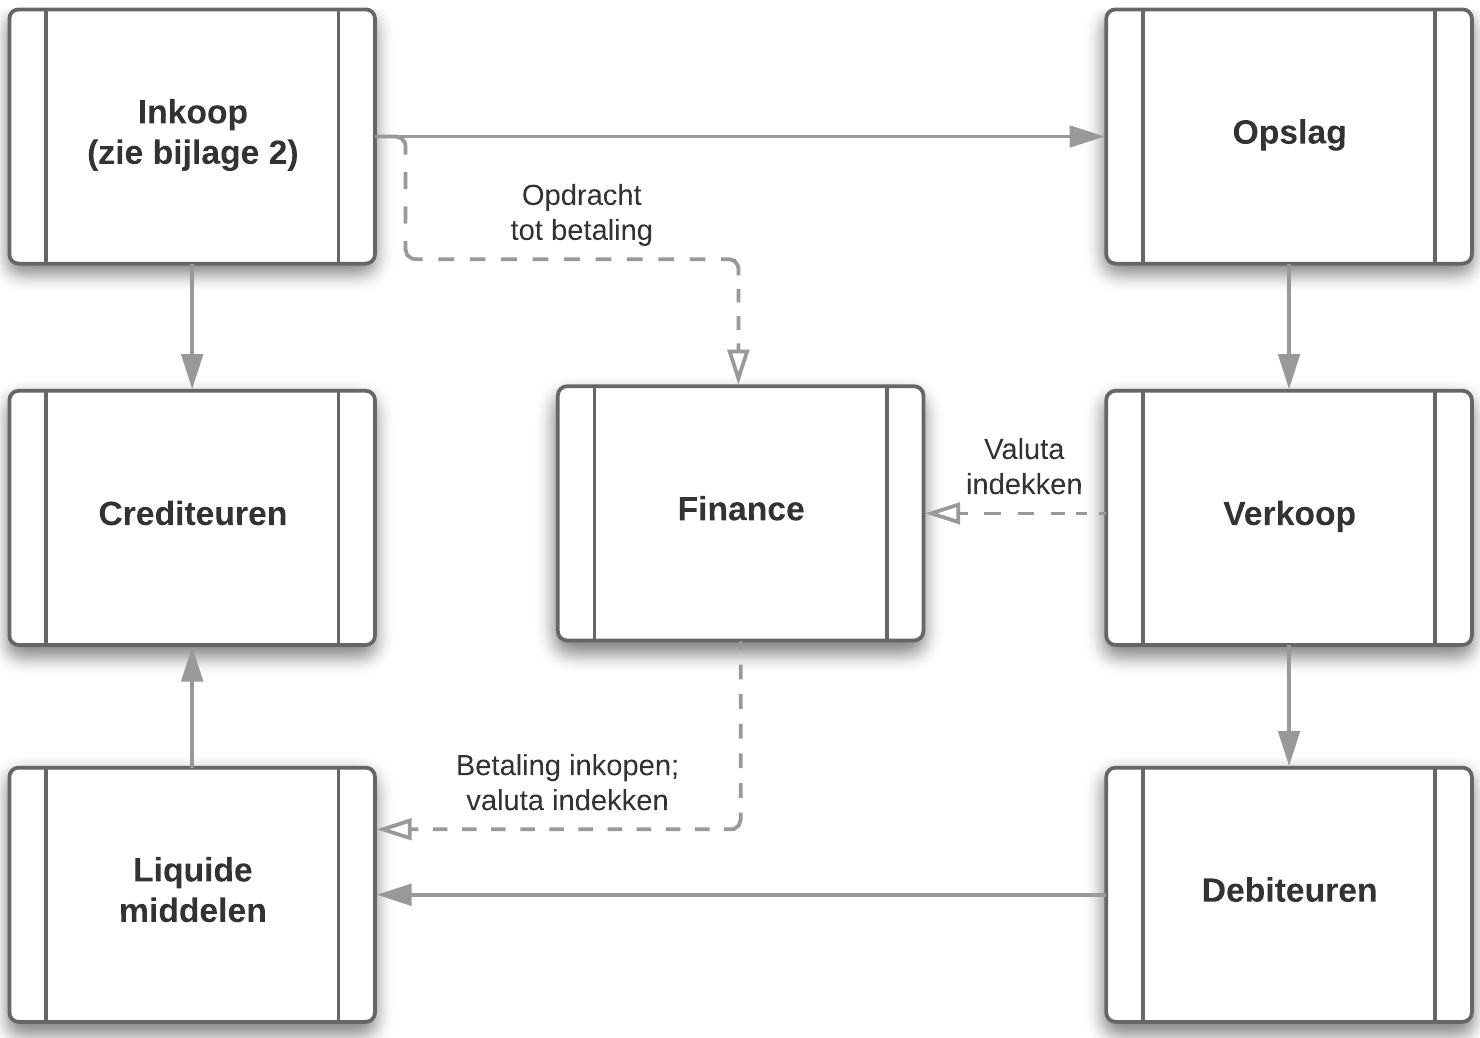 Inkoop
(zie bijlage 2)
Opslag
Opdracht
tot betaling
Crediteuren
Finance
Valuta
indekken
Verkoop
Betaling inkopen;
valuta indekken
Liquide
middelen
Debiteuren